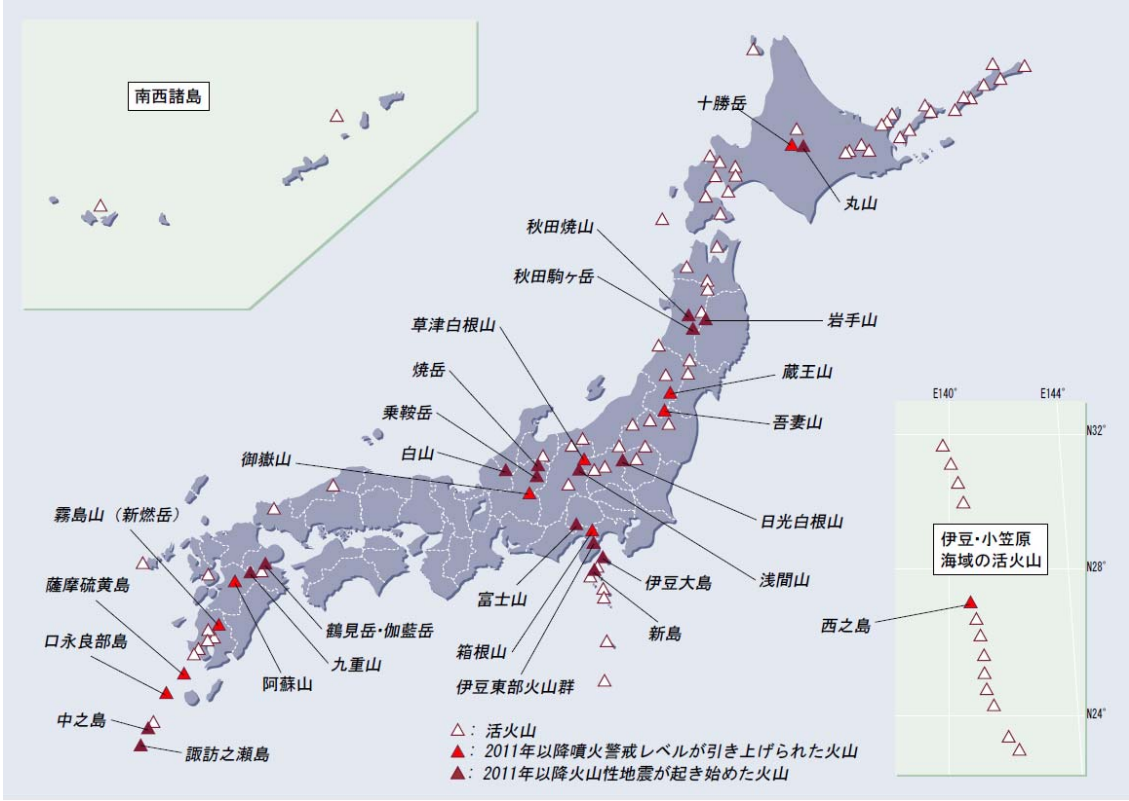 南西諸島
十勝岳
丸山
秋田焼山
秋田駒ヶ岳
岩手山
草津白根山
蔵王山
焼岳
吾妻山
乗鞍岳
白山
御嶽山
日光白根山
霧島山（新燃岳）
浅間山
薩摩硫黄島
伊豆大島
富士山
新島
口永良部島
鶴見岳・伽藍岳
九重山
箱根山
阿蘇山
伊豆東部火山群
中之島
諏訪之瀬島
E140°
E144°
N32°
伊豆・小笠原
海域の活火山
N28°
西之島
N24°
：活火山
：2011年以降噴火警戒レベルが引き上げられた火山
：2011年以降火山性地震が起き始めた火山